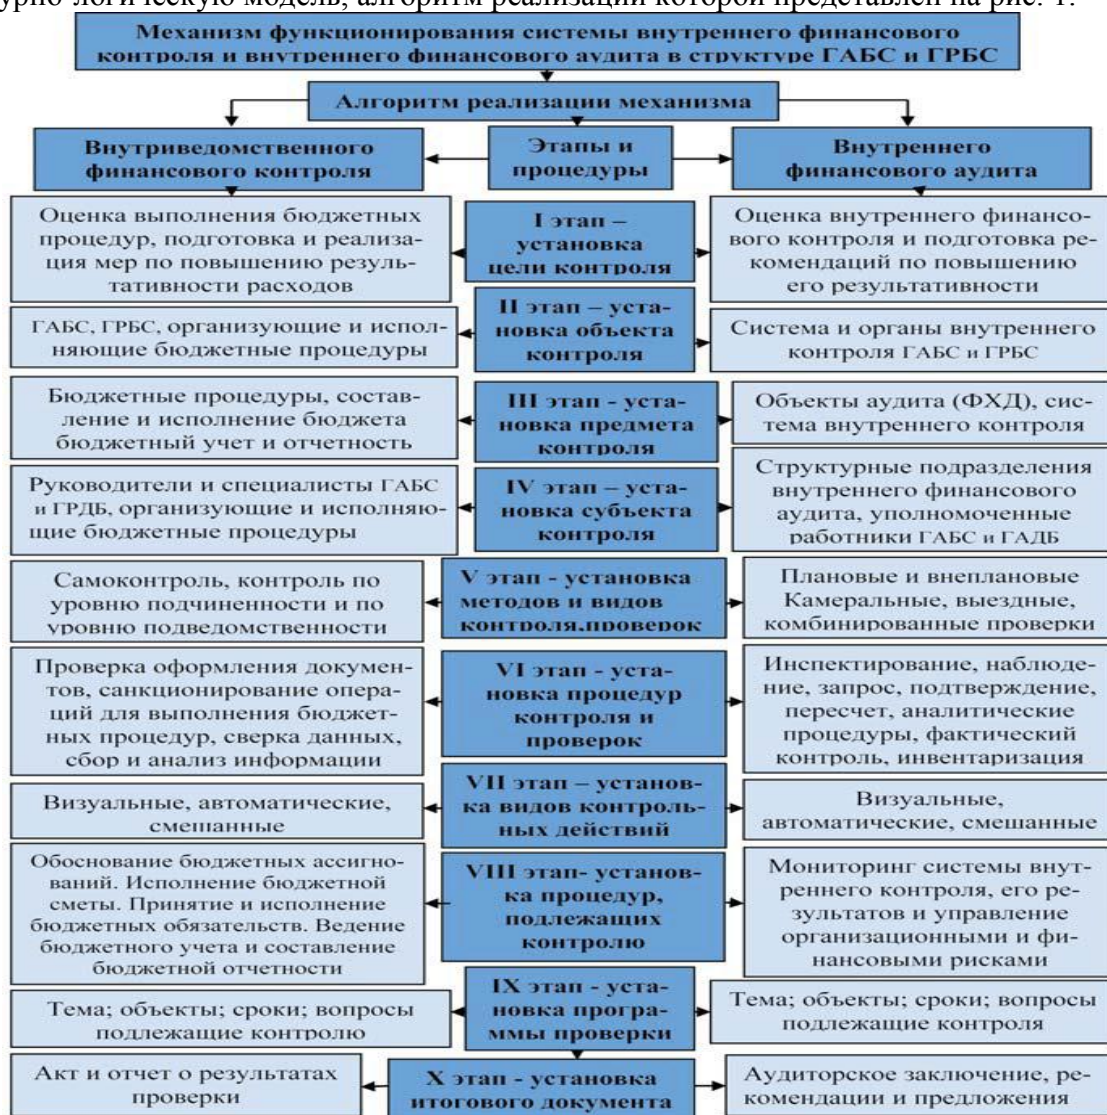 урно-логическую модель, алгоритм реализации которой представлен на рис. 1.
Механизм функционирования системы внутреннего финансового
контроля и внутреннего финансового аудита в структуре ГАБС и ГРБС
Алгоритм реализации механизма
Внутриведомственного
финансового контроля
Этапы и
процедуры
Внутреннего
финансового аудита
Оценка выполнения бюджетных
процедур, подготовка и реализа-
ция мер по повышению резуль-
тативности расходов
I этап –
установка
цели контроля
Оценка внутреннего финансо-
вого контроля и подготовка ре-
комендаций по повышению
его результативности
ГАБС, ГРБС, организующие и испол-
няющие бюджетные процедуры
II этап – уста-
новка объекта
контроля
Система и органы внутреннего
контроля ГАБС и ГРБС
Бюджетные процедуры, состав-
ление и исполнение бюджета
бюджетный учет и отчетность
III этап - уста-
новка предмета
контроля
Объекты аудита (ФХД), сис-
тема внутреннего контроля
Руководители и специалисты ГАБС
и ГРДБ, организующие и исполняю-
щие бюджетные процедуры
IV этап – уста-
новка субъекта
контроля
Структурные подразделения
внутреннего финансового
аудита, уполномоченные
работники ГАБС и ГАДБ
Самоконтроль, контроль по
уровню подчиненности и по
уровню подведомственности
V этап - установка
методов и видов
контроля,проверок
Плановые и внеплановые
Камеральные, выездные,
комбинированные проверки
Проверка оформления докумен-
тов, санкционирование опера-
ций для выполнения бюджет-
ных процедур, сверка данных,
сбор и анализ информации
VI этап - уста-
новка процедур
контроля и
проверок
Инспектирование, наблюде-
ние, запрос, подтверждение,
пересчет, аналитические
процедуры, фактический
контроль, инвентаризация
Визуальные, автоматические,
смешанные
VII этап – установ-
ка видов контроль-
ных действий
Визуальные,
автоматические, смешанные
Обоснование бюджетных ассигно-
ваний. Исполнение бюджетной
сметы. Принятие и исполнение
бюджетных обязательств. Ведение
бюджетного учета и составление
бюджетной отчетности
VIII этап- установ-
ка процедур,
подлежащих
контролю
Мониторинг системы внут-
реннего контроля, его ре-
зультатов и управление
организационными и фи-
нансовыми рисками
Тема; объекты; сроки; вопросы
подлежащие контролю
IX этап - уста-
новка програм-
мы проверки
Тема; объекты; сроки; вопросы
подлежащие контроля
Акт и отчет о результатах
проверки
X этап - установка
итогового документа
Аудиторское заключение, ре-
комендации и предложения